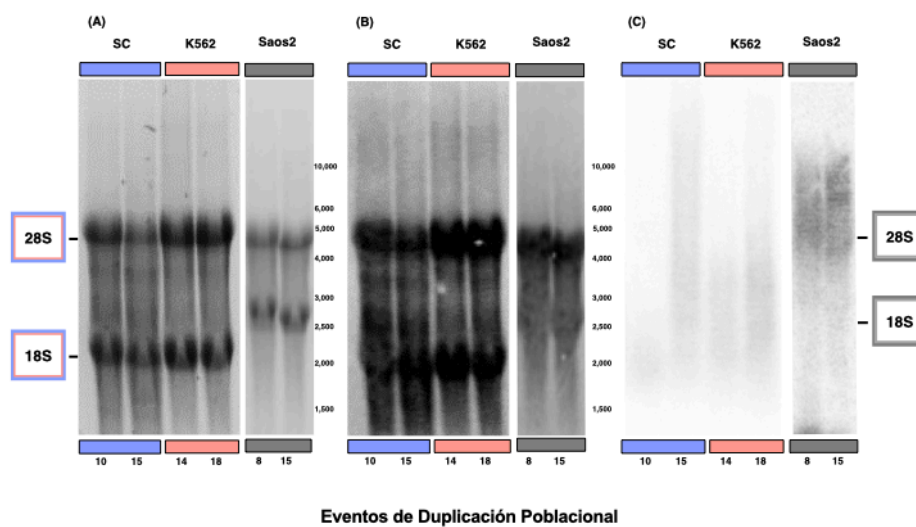 (A)
(B)
(C)
SC K562 Saos2
SC K562 Saos2
SC K562 Saos2
10,000
6,000
5,000
4,000
3,000
2,500
2,000
1,500
10,000
6,000
5,000
4,000
3,000
2,500
2,000
1,500
28S
18S
28S
18S
10 15 14 18 8 15
10 15 14 18 8 15
10 15 14 18 8 15
Eventos de Duplicación Poblacional